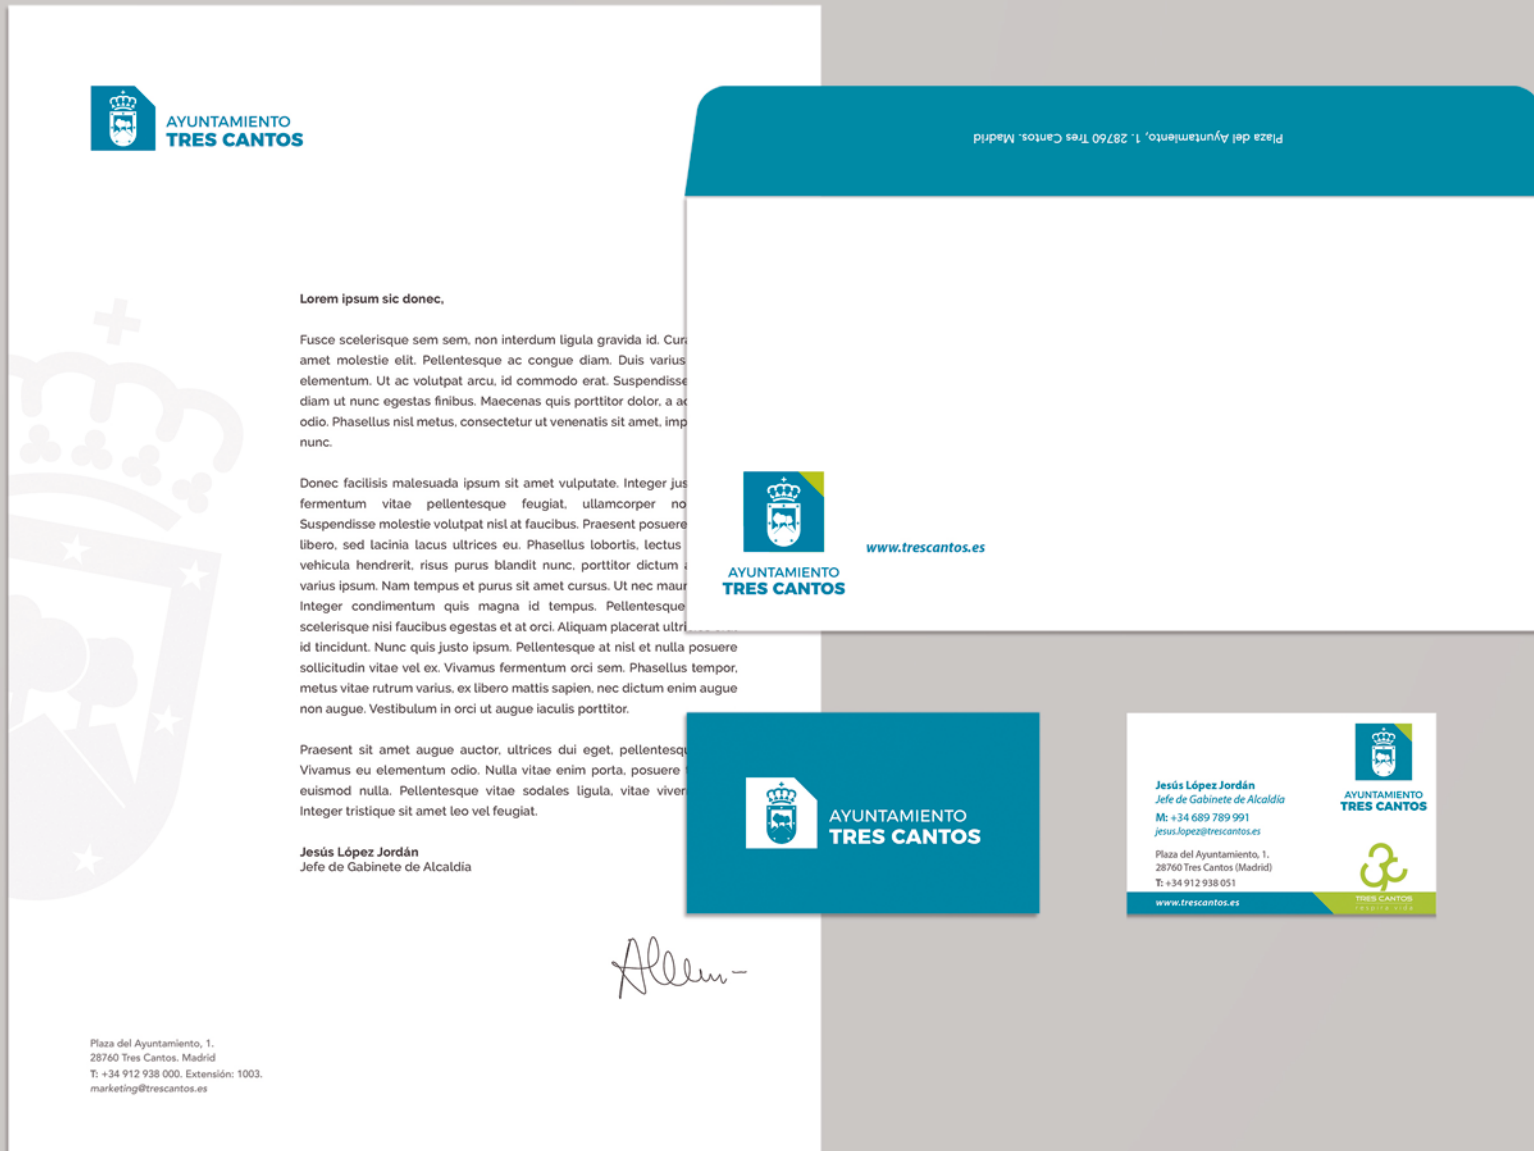 AYUNTAMIENTO
TRES CANTOS
Lorem ipsum sic donec,
Fusce scelerisque sem sem, non interdum ligula gravida id.
amet molestie elit. Pellentesque ac congue diam. Duis varius
elementum. Ut ac volutpat arcu, id commodo erat. Suspendisse
diam ut nunc egestas finibus. Maecenas quis porttitor dolor, a
odio. Phasellus nisl metus, consectetur ut venenatis sit amet,
nunc.
Donec facilisis malesuada ipsum sit amet vulputate. Integer
fermentum vitae pellentesque feugiat, ullamcorper
Suspendisse molestie volutpat nisl at faucibus. Praesent posuere
libero, sed lacinia lacus ultrices eu. Phasellus lobortis, lectus
vehicula hendrerit, risus purus blandit nunc, porttitor dictum
varius ipsum. Nam tempus et purus sit amet cursus. Ut nec
Integer condimentum quis magna id tempus. Pellentesque
scelerisque nisi faucibus egestas et at orci. Aliquam placerat
id tincidunt. Nunc quis justo ipsum. Pellentesque at nisl et nulla posuere
sollicitudin vitae vel ex. Vivamus fermentum orci sem. Phasellus tempor,
metus vitae rutrum varius, ex libero mattis sapien, nec dictum enim augue
non augue. Vestibulum in orci ut augue iaculis porttitor.
Praesent sit amet augue auctor, ultrices dui eget,
Vivamus eu elementum odio. Nulla vitae enim porta, posuere
euismod nulla. Pellentesque vitae sodales ligula, vitae
Integer tristique sit amet leo vel feugiat.
Jesús López Jordán
Jefe de Gabinete de Alcaldía
Plaza del Ayuntamiento, 1.
28760 Tres Cantos. Madrid
T: +34 912 938 000. Extensión: 1003.
marketing@trescantos.es
Plaza del Ayuntamiento, 1. 28760 Tres Cantos. Madrid
AYUNTAMIENTO
TRES CANTOS
www.trescantos.es
AYUNTAMIENTO
TRES CANTOS
AYUNTAMIENTO
TRES CANTOS
Jesús López Jordán
Jefe de Gabinete de Alcaldía
M: +34 689 789 991
jesus.lopez@trescantos.es
Plaza del Ayuntamiento, 1.
28760 Tres Cantos (Madrid)
T: +34 912 938 051
www.trescantos.es
TRES CANTOS
respira vida